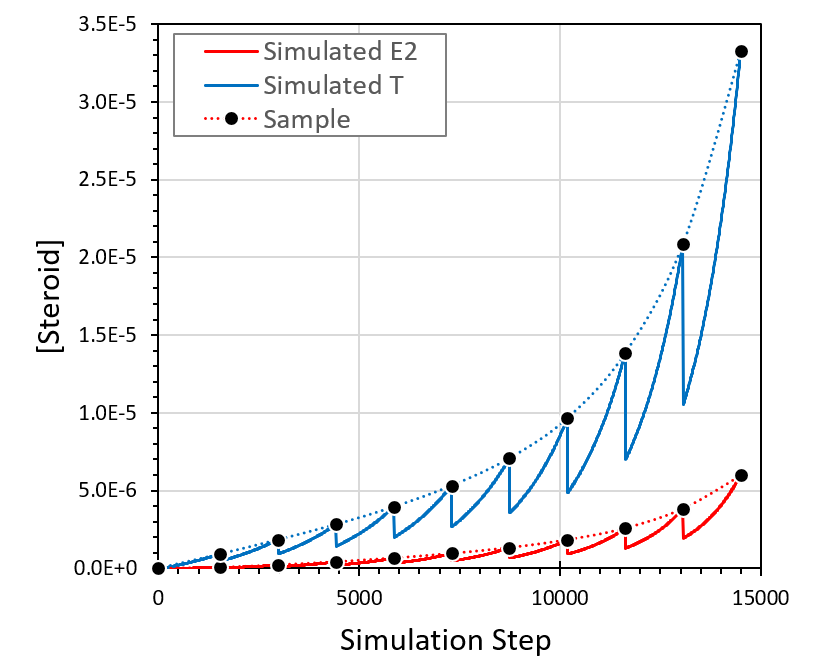 3.5E-5
Simulated E2
Simulated T
Sample
3.0E-5
2.5E-5
2.0E-5
1.5E-5
1.0E-5
5.0E-6
0.0E+0
[Steroid]
0 5000 10000 15000
Simulation Step